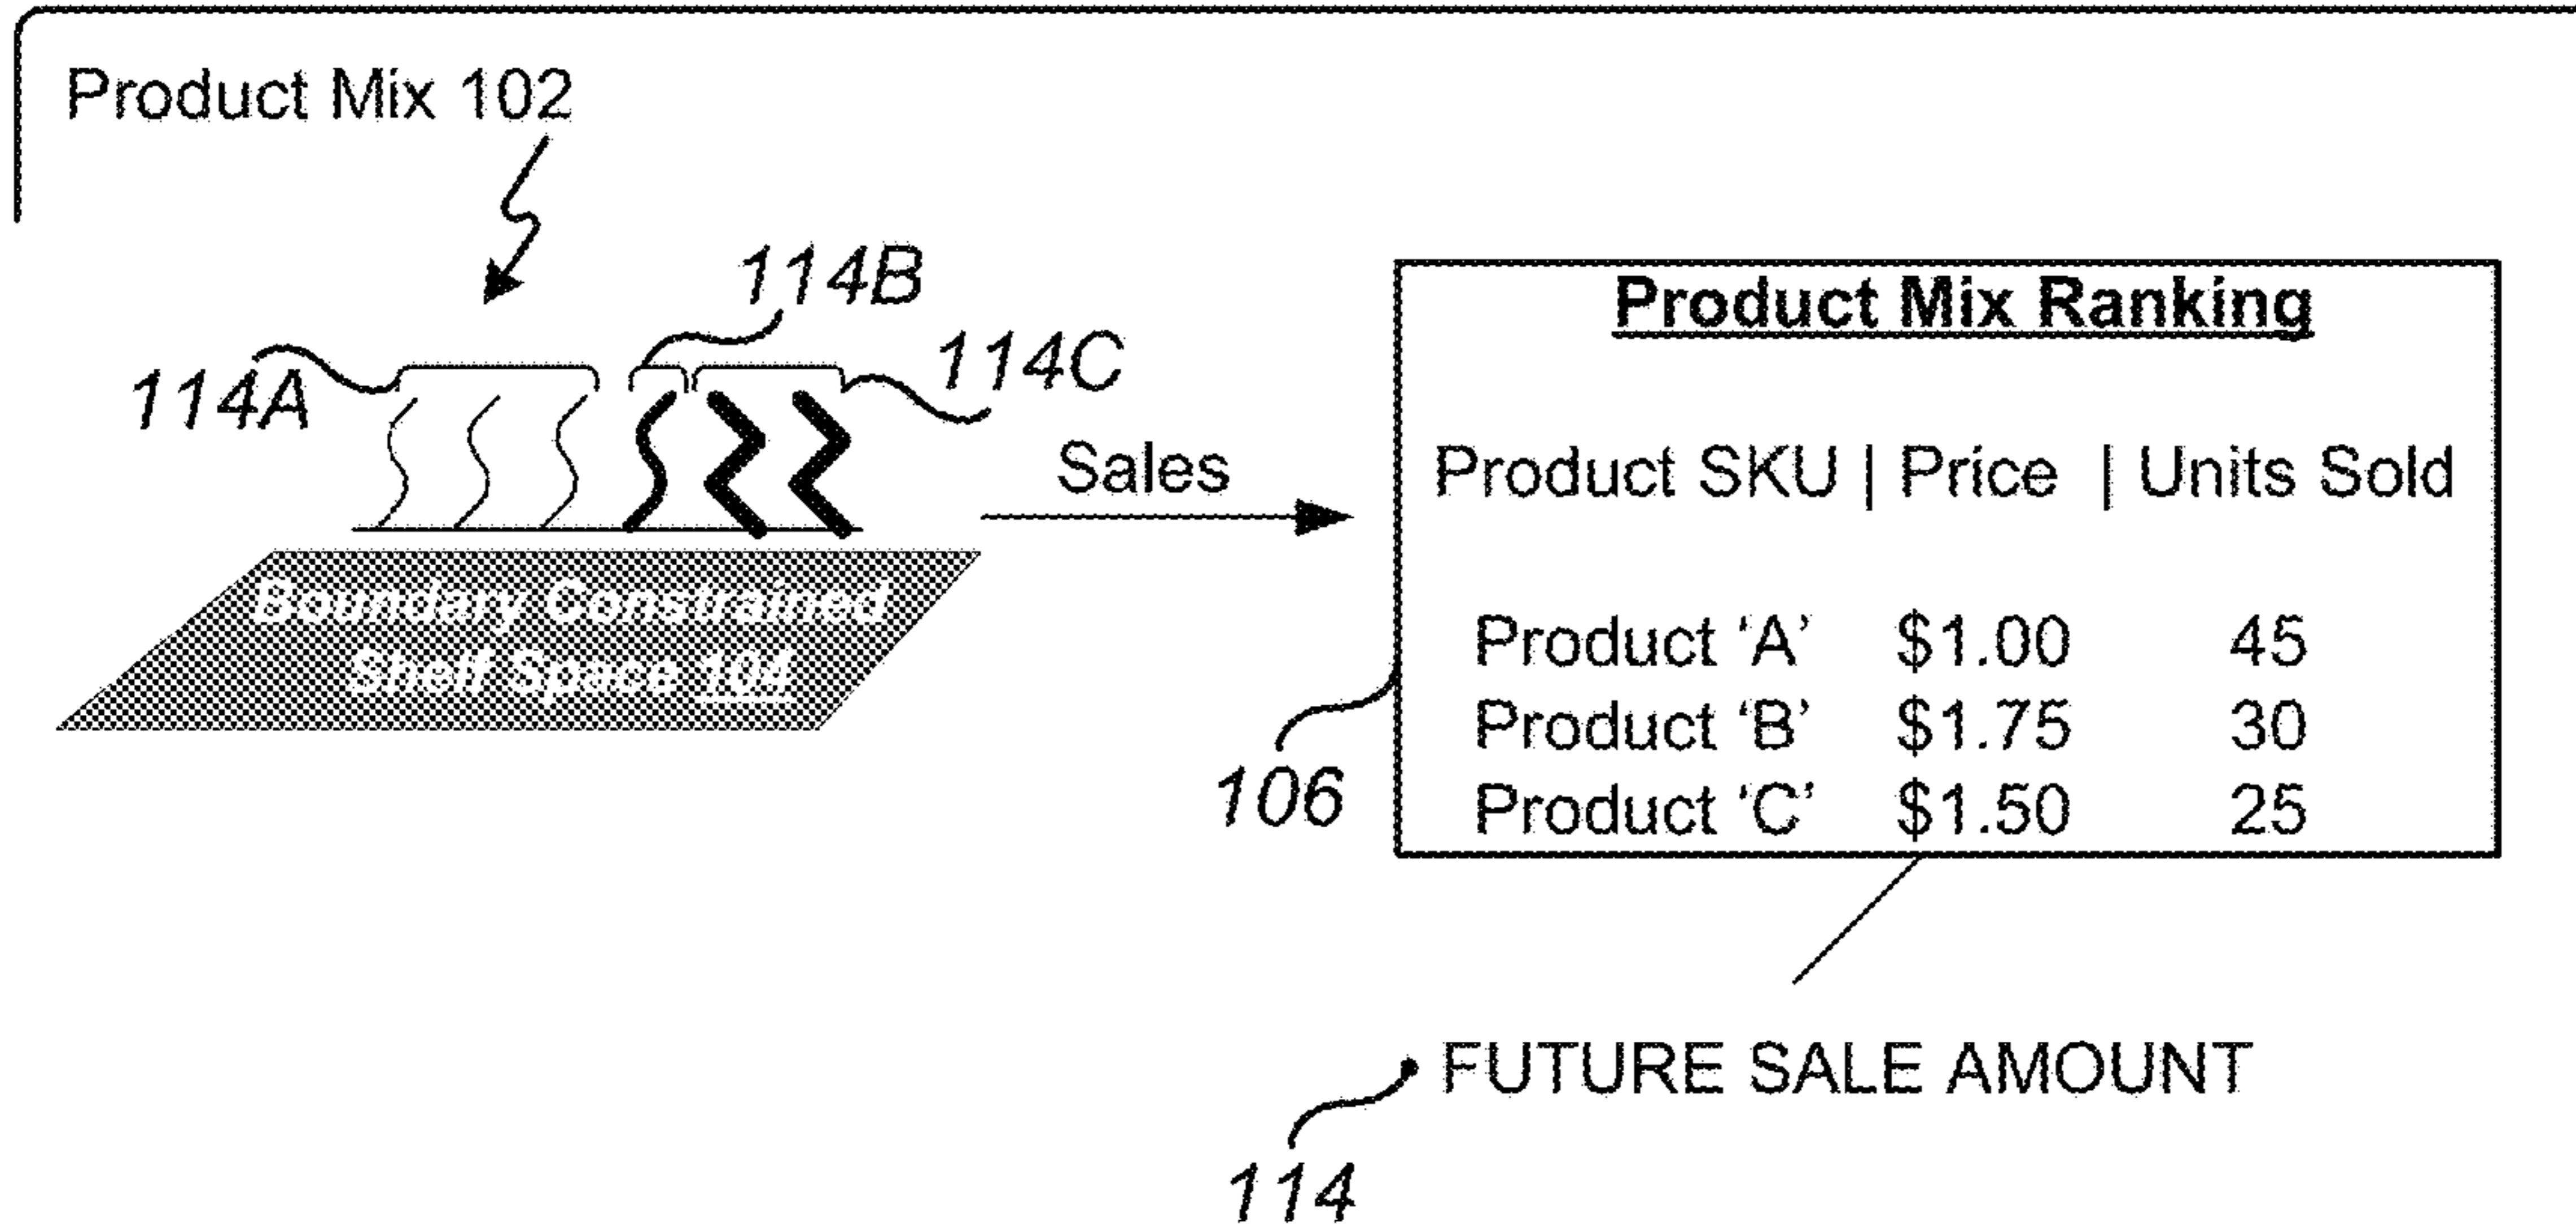 Product Mix 102
114B
114A
114C
Boundary Constrained
Shelf Space 104
Sales
Product Mix Ranking
Product SKU | Price | Units Sold
Product ‘A’ $1.00 45
Product ‘B’ $1.75 30
Product ‘C’ $1.50 25
106
• FUTURE SALE AMOUNT
114